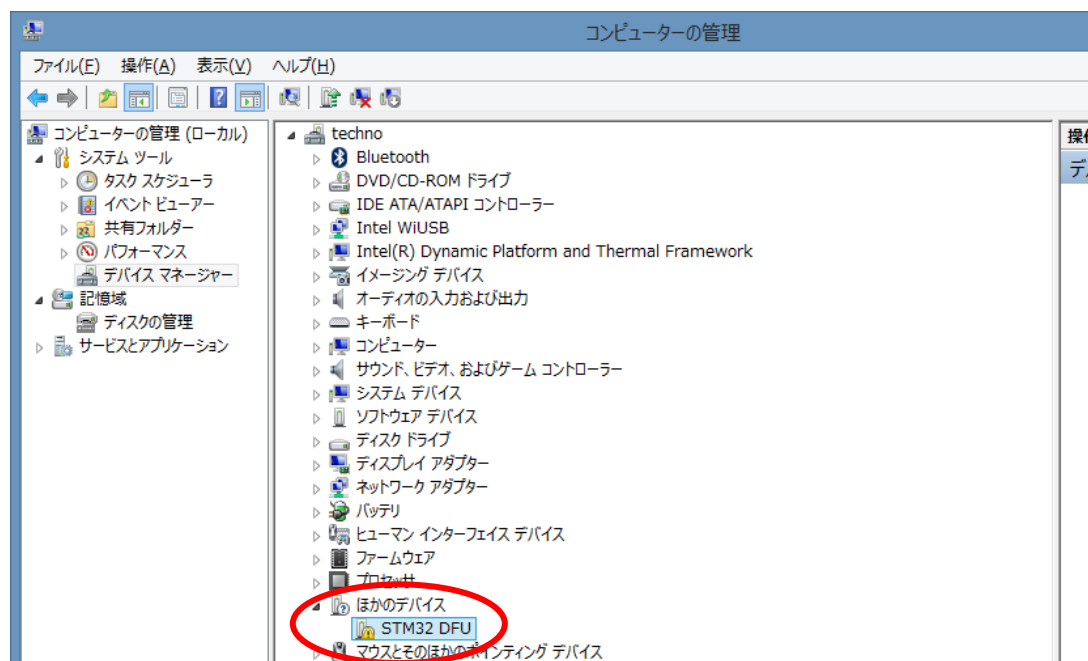 コンピューターの管理
ファイル(F) 操作(A) 表示(V) ヘルプ(H)
コンピューターの管理 (ローカル)
システム ツール
タスク スケジューラ
イベント ビューアー
共有フォルダー
パフォーマンス
デバイス マネージャー
記憶域
ディスクの管理
サービスとアプリケーション
techno
Bluetooth
DVD/CD-ROM ドライブ
IDE ATA/ATAPI コントローラー
Intel WiUSB
Intel(R) Dynamic Platform and Thermal Framework
イメージング デバイス
オーディオの入力および出力
キーボード
コンピューター
サウンド、ビデオ、およびゲーム コントローラー
システム デバイス
ソフトウェア デバイス
ディスク ドライブ
ディスプレイ アダプター
ネットワーク アダプター
バッテリ
ヒューマン インターフェイス デバイス
ファームウェア
プロセッサ
ほかのデバイス
STM32 DFU
マウスとそのほかのポインティング デバイス